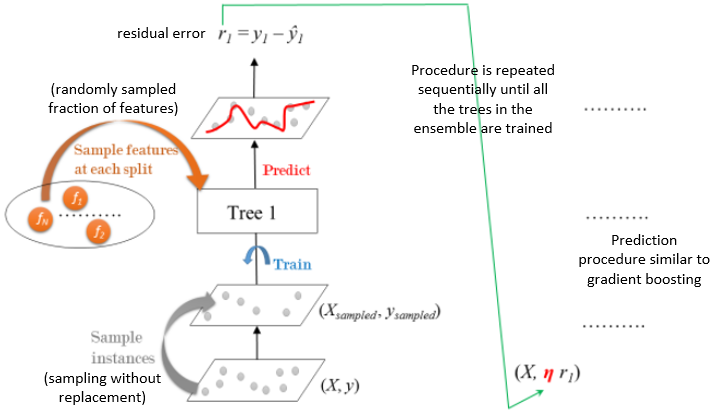 residual error r₁ = y₁ − ŷ₁
(randomly sampled
fraction of features)
Procedure is repeated
sequentially until all
the trees in the
ensemble are trained
...........
Sample features
at each split
Predict
f₁
fN ...........
f₂
Tree 1
...........
Train
Prediction
procedure similar to
gradient boosting
(Xsampled, ysampled)
...........
Sample
instances
(sampling without
replacement)
(X, y)
(X, η r₁)